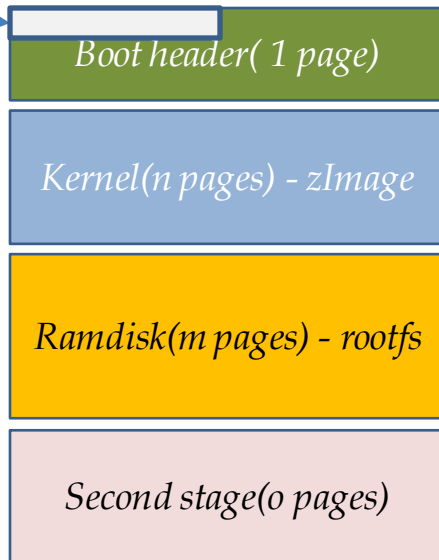 Boot header( 1 page)
Kernel(n pages) - zImage
Ramdisk(m pages) - rootfs
Second stage(o pages)